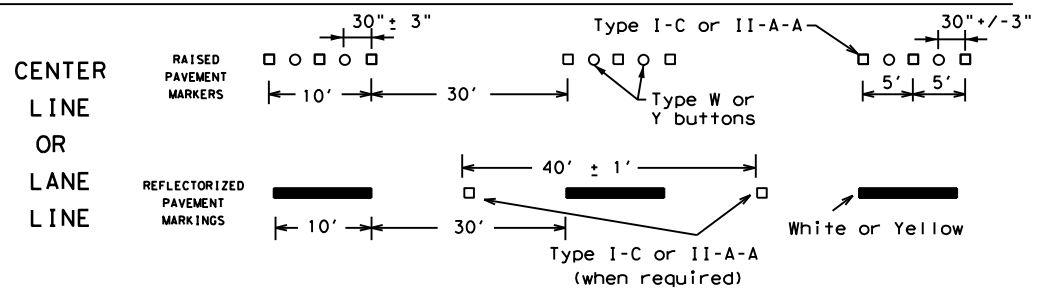 CENTER
LINE
OR
LANE
LINE
RAISED
PAVEMENT
MARKERS
30"± 3"
Type I-C or II-A-A
30"+/-3"
10'
30'
Type W or
Y buttons
5'
5'
REFLECTORIZED
PAVEMENT
MARKINGS
40' ± 1'
10'
30'
Type I-C or II-A-A
(when required)
White or Yellow